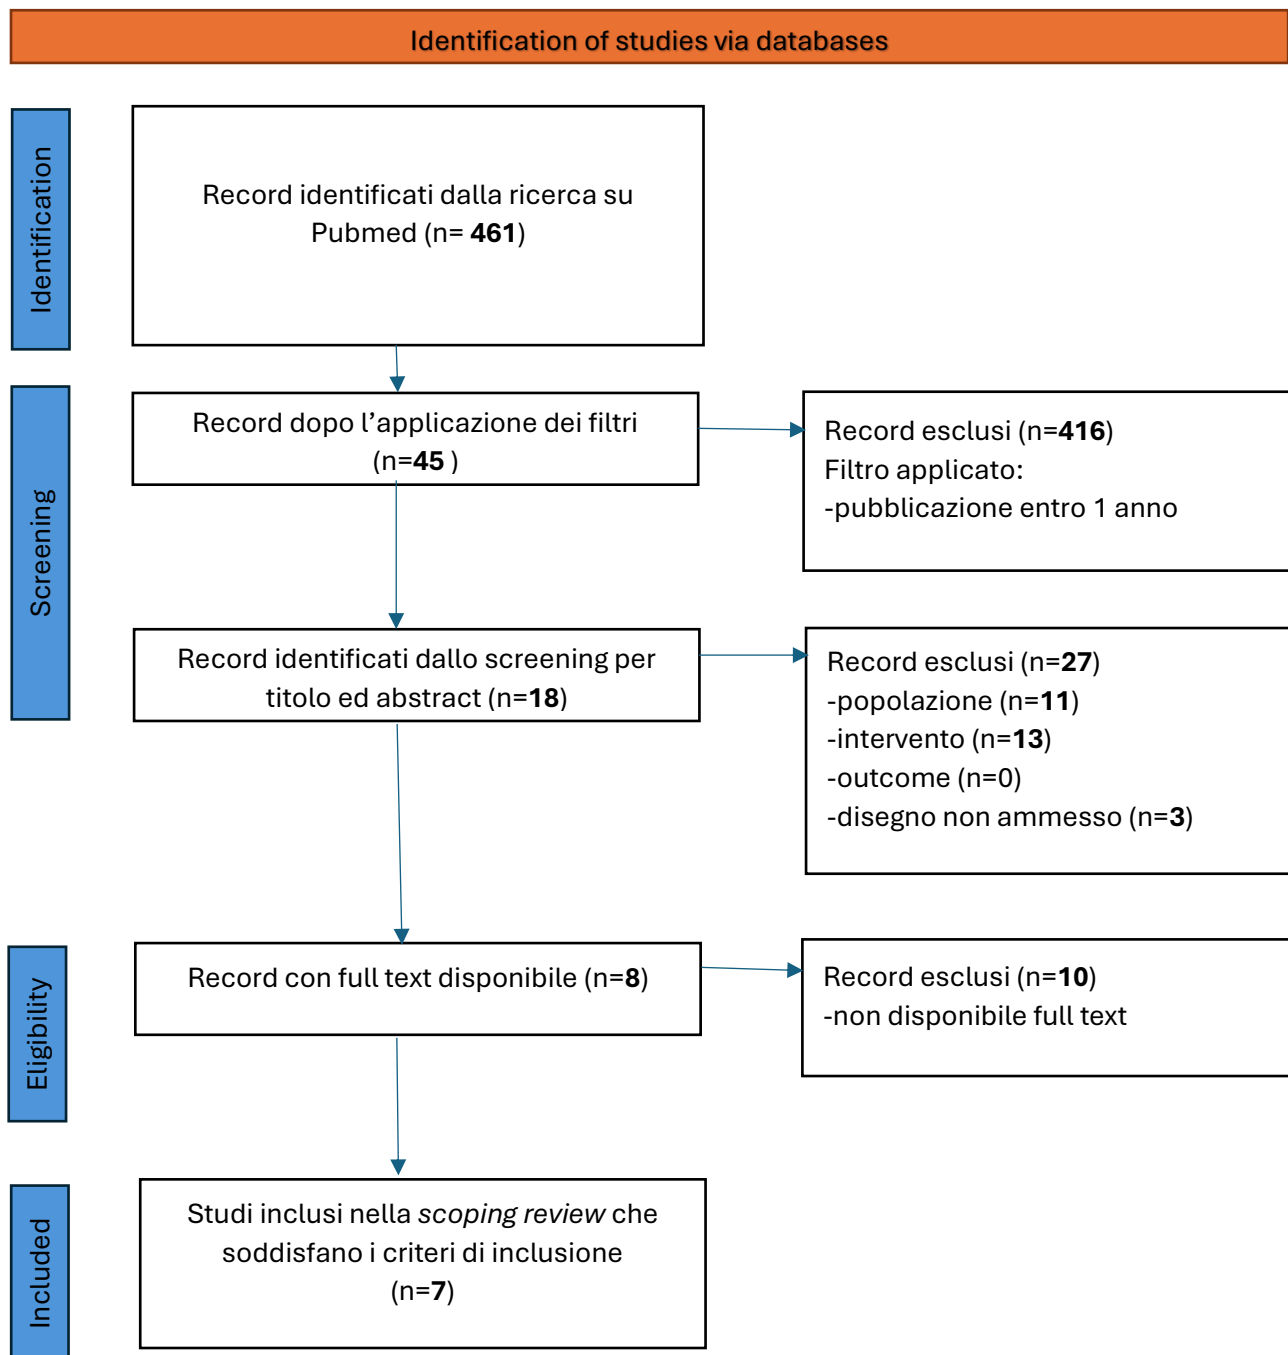 Identification of studies via databases
Identification
Record identificati dalla ricerca su
Pubmed (n= 461)
Screening
Record dopo l’applicazione dei filtri
(n=45 )
Record esclusi (n=416)
Filtro applicato:
-pubblicazione entro 1 anno
Record identificati dallo screening per
titolo ed abstract (n=18)
Record esclusi (n=27)
-popolazione (n=11)
-intervento (n=13)
-outcome (n=0)
-disegno non ammesso (n=3)
Eligibility
Record con full text disponibile (n=8)
Record esclusi (n=10)
-non disponibile full text
Included
Studi inclusi nella scoping review che
soddisfano i criteri di inclusione
(n=7)